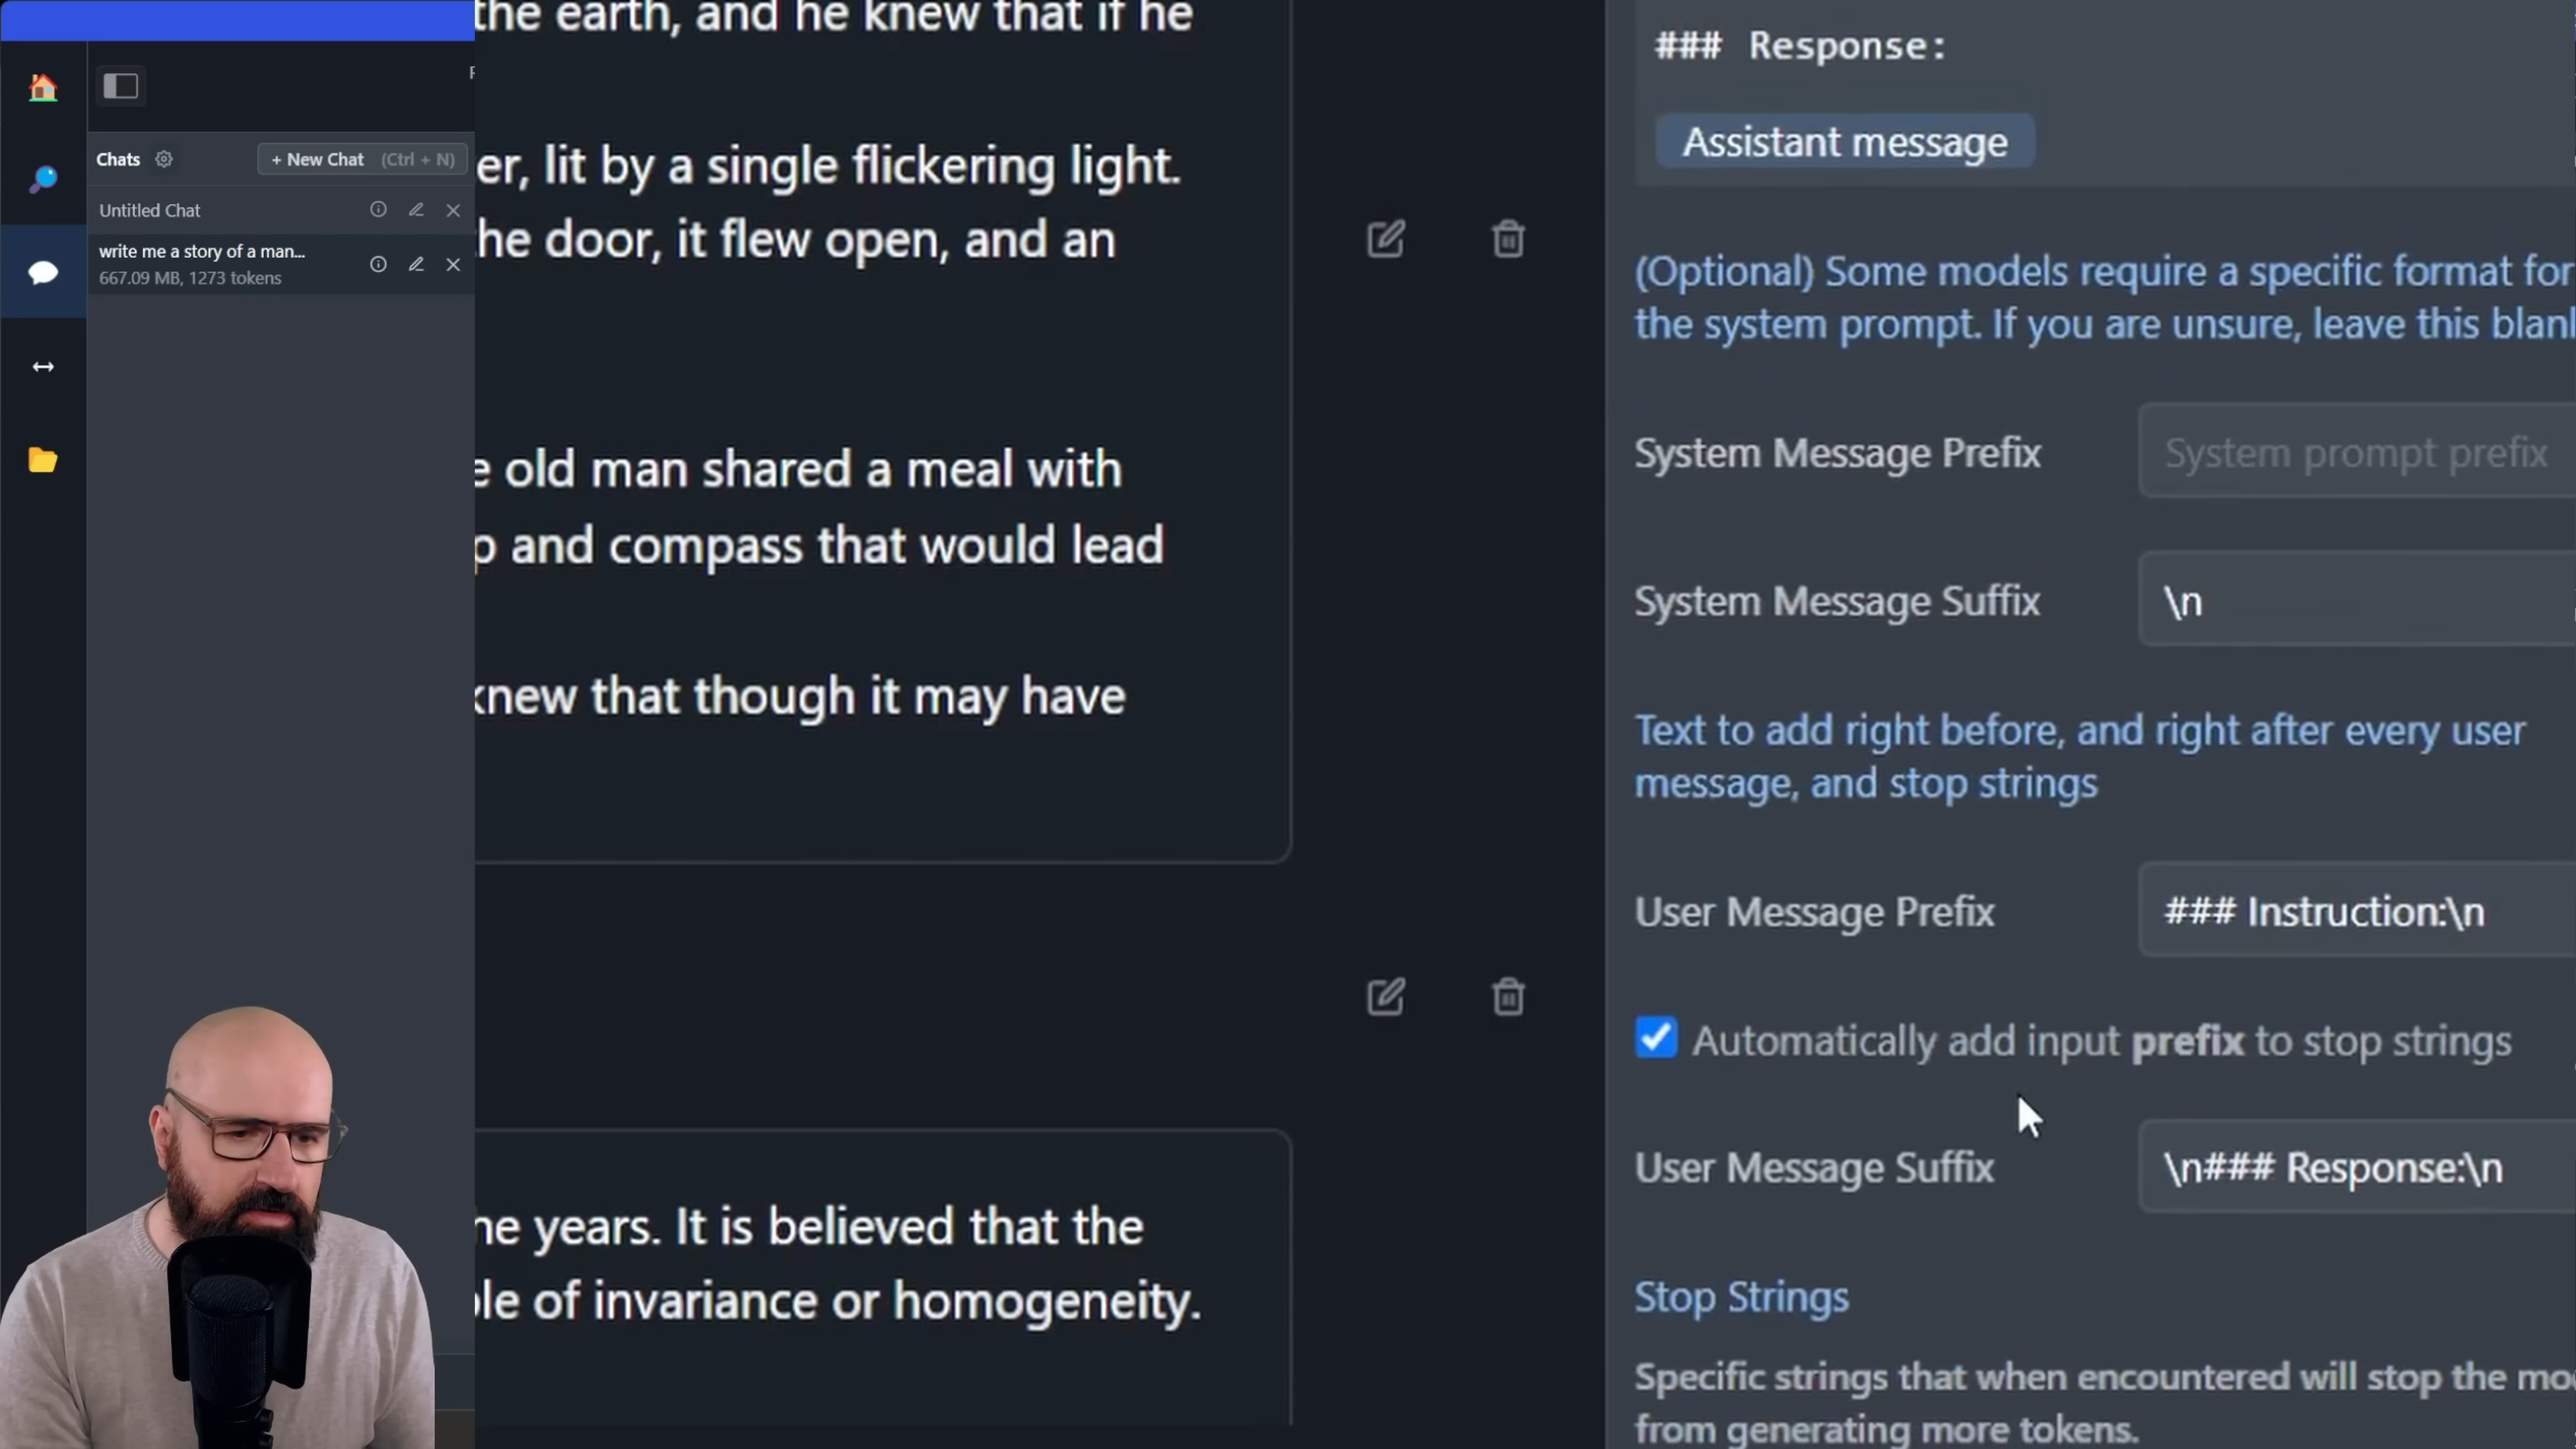 Chats
+ New Chat (Ctrl + N)
Untitled Chat
write me a story of a man...
667.09 MB, 1273 tokens
the earth, and he knew that if he
er, lit by a single flickering light.
he door, it flew open, and an
e old man shared a meal with
p and compass that would lead
knew that though it may have
he years. It is believed that the
le of invariance or homogeneity.
### Response:
Assistant message
(Optional) Some models require a specific format for
the system prompt. If you are unsure, leave this blank
System Message Prefix
System prompt prefix
System Message Suffix
\n
Text to add right before, and right after every user
message, and stop strings
User Message Prefix
### Instruction:\n
Automatically add input prefix to stop strings
User Message Suffix
\n### Response:\n
Stop Strings
Specific strings that when encountered will stop the mo
from generating more tokens.